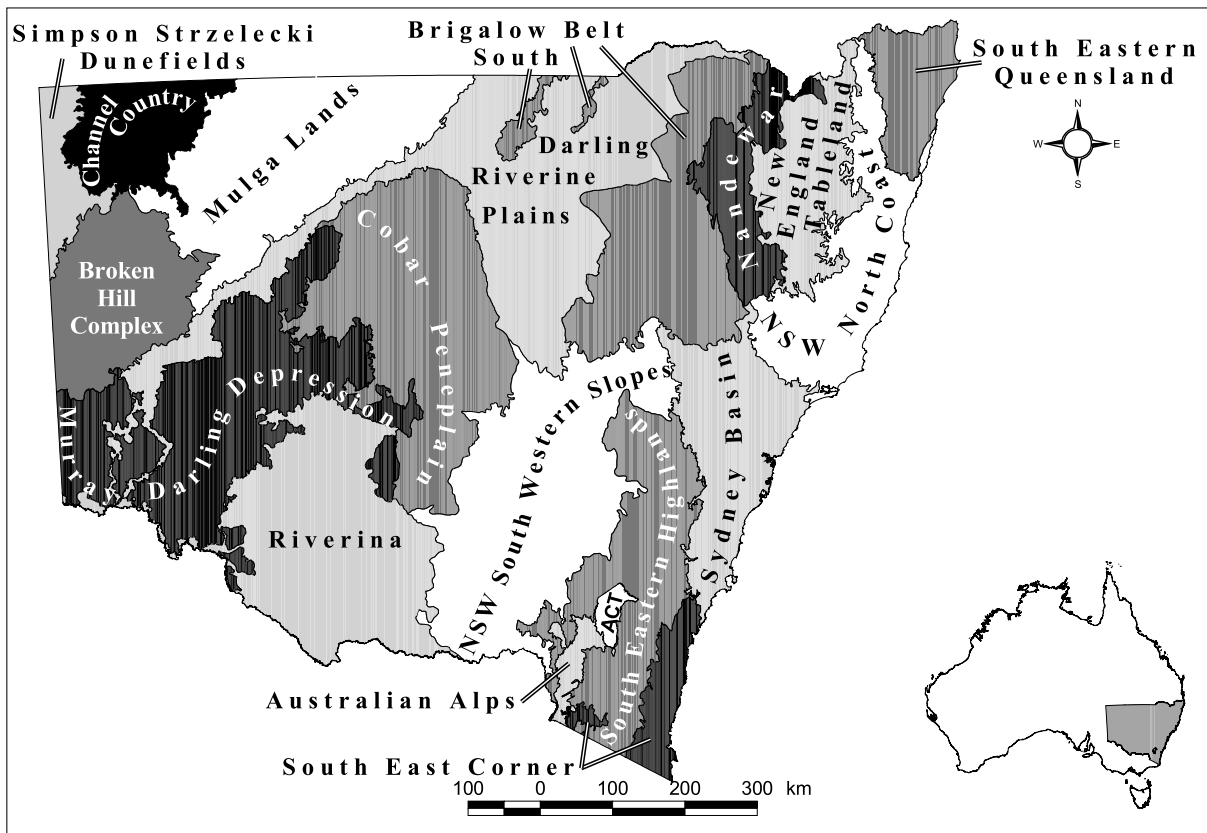 Simpson Strzelecki
Dunefields
Brigalow Belt
South
South Eastern
Queensland
N
W
E
S
Channel
Country
Mulga Lands
Darling
Riverine
Plains
Nandewar
New
England
Tableland
NSW North Coast
Cobar Peneplain
Broken
Hill
Complex
Murray Darling Depression
Riverina
NSW South Western Slopes
South Eastern Highlands
Sydney Basin
ACT
Australian Alps
South East Corner
100 0 100 200 300 km